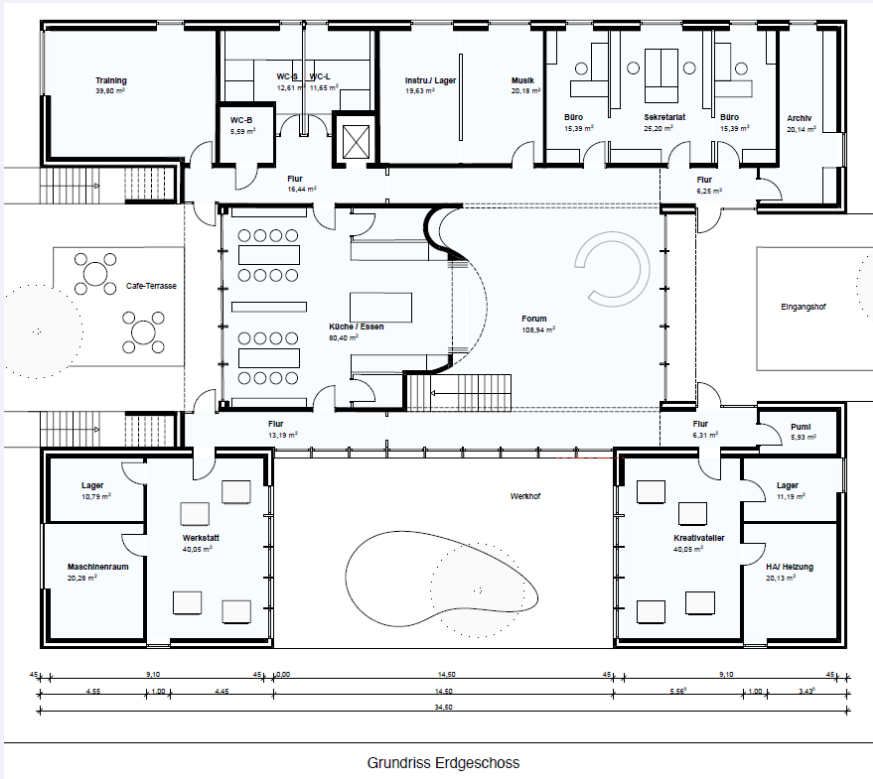 Training
39,80 m²
WC-S WC-L
12,61 m² 11,65 m²
WC-B
5,59 m²
Instru./ Lager
19,63 m²
Musik
20,18 m²
Büro
15,39 m²
Sekretariat
25,20 m²
Büro
15,39 m²
Archiv
20,14 m²
Flur
16,44 m²
Flur
6,25 m²
Cafe-Terrasse
Küche / Essen
80,40 m²
Forum
108,94 m²
Eingangshof
Flur
13,19 m²
Flur
6,31 m²
Pumi
5,93 m²
Lager
10,79 m²
Werkstatt
40,05 m²
Maschinenraum
20,28 m²
Werkhof
Kreativatelier
40,05 m²
Lager
11,19 m²
HA/ Heizung
20,13 m²
45 9,10 45 0,00 14,50 45 9,10 45
4,55 1,00 4,45 14,50 5,56⁵ 1,00 3,43⁵
34,50
Grundriss Erdgeschoss